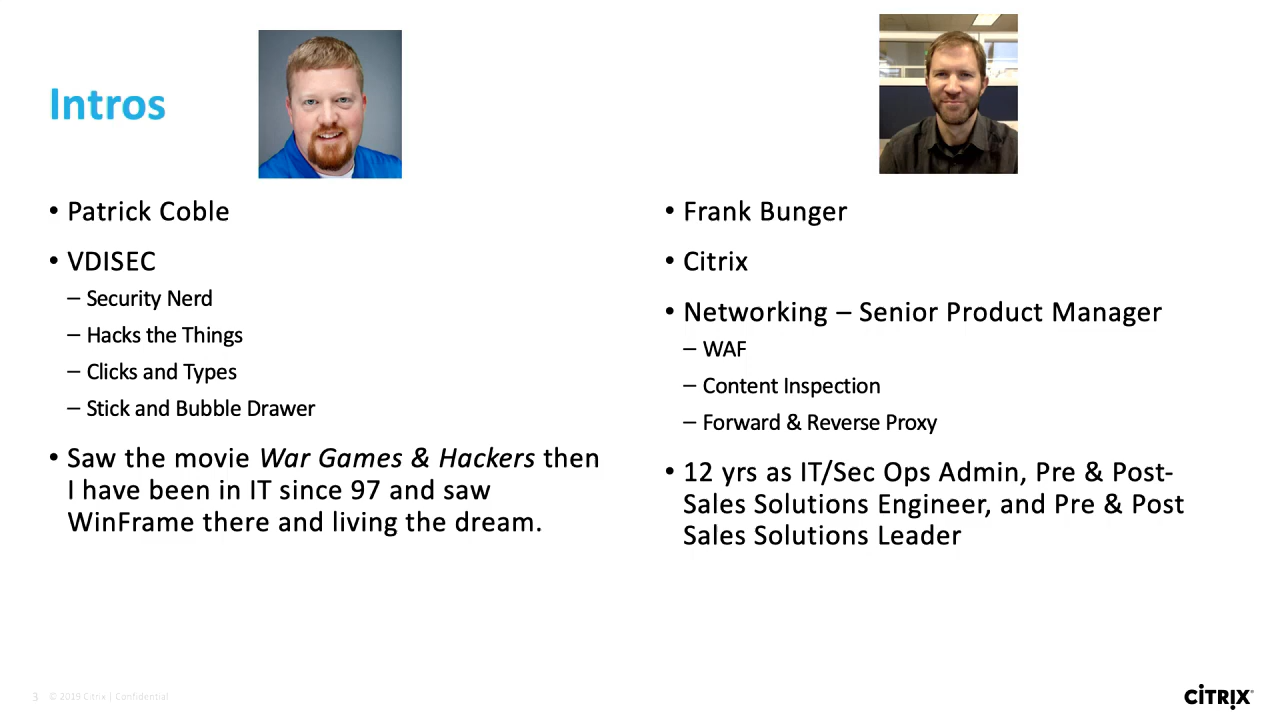 Intros
• Patrick Coble
• VDISEC
– Security Nerd
– Hacks the Things
– Clicks and Types
– Stick and Bubble Drawer
• Saw the movie War Games & Hackers then
I have been in IT since 97 and saw
WinFrame there and living the dream.
• Frank Bunger
• Citrix
• Networking – Senior Product Manager
– WAF
– Content Inspection
– Forward & Reverse Proxy
• 12 yrs as IT/Sec Ops Admin, Pre & Post-
Sales Solutions Engineer, and Pre & Post
Sales Solutions Leader
3 © 2019 Citrix | Confidential
CİTRIX